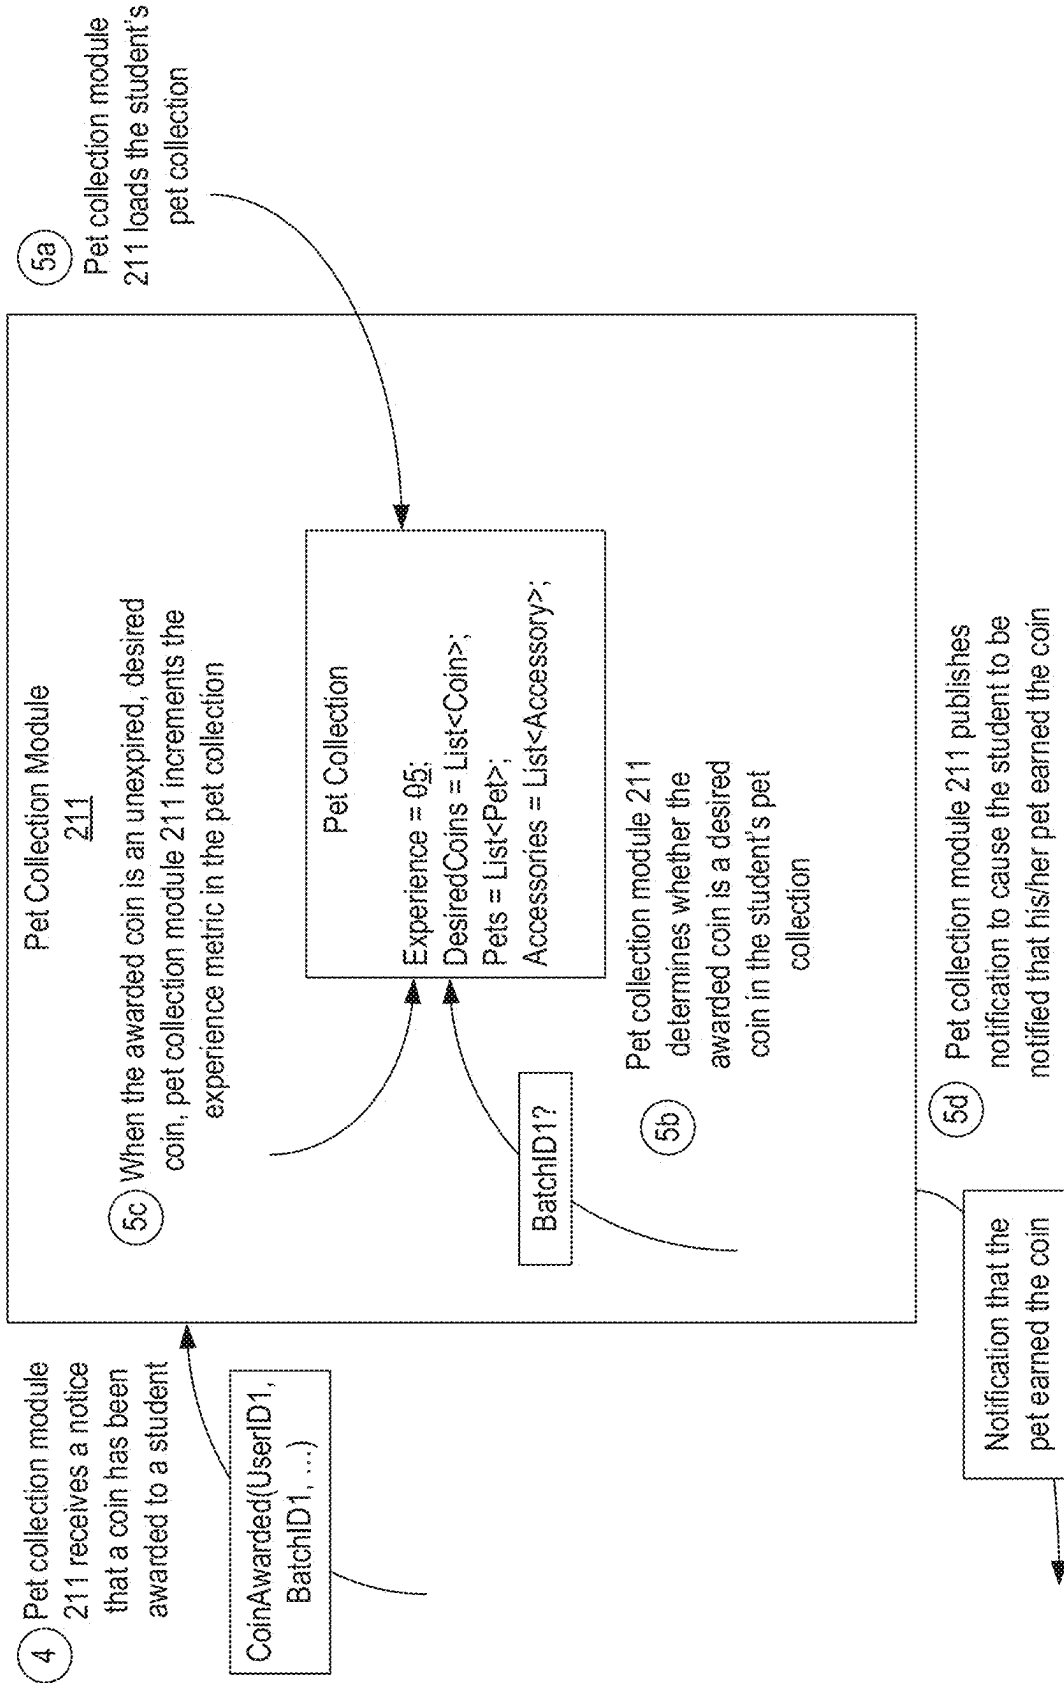 4
Pet collection module
211 receives a notice
that a coin has been
awarded to a student
CoinAwarded(UserID1,
BatchID1, ...)
Pet Collection Module
211
5c
When the awarded coin is an unexpired, desired
coin, pet collection module 211 increments the
experience metric in the pet collection
Pet Collection
Experience = 05;
DesiredCoins = List<Coin>;
Pets = List<Pet>;
Accessories = List<Accessory>;
BatchID1?
5b
Pet collection module 211
determines whether the
awarded coin is a desired
coin in the student's pet
collection
5a
Pet collection module
211 loads the student's
pet collection
5d
Pet collection module 211 publishes
notification to cause the student to be
notified that his/her pet earned the coin
Notification that the
pet earned the coin